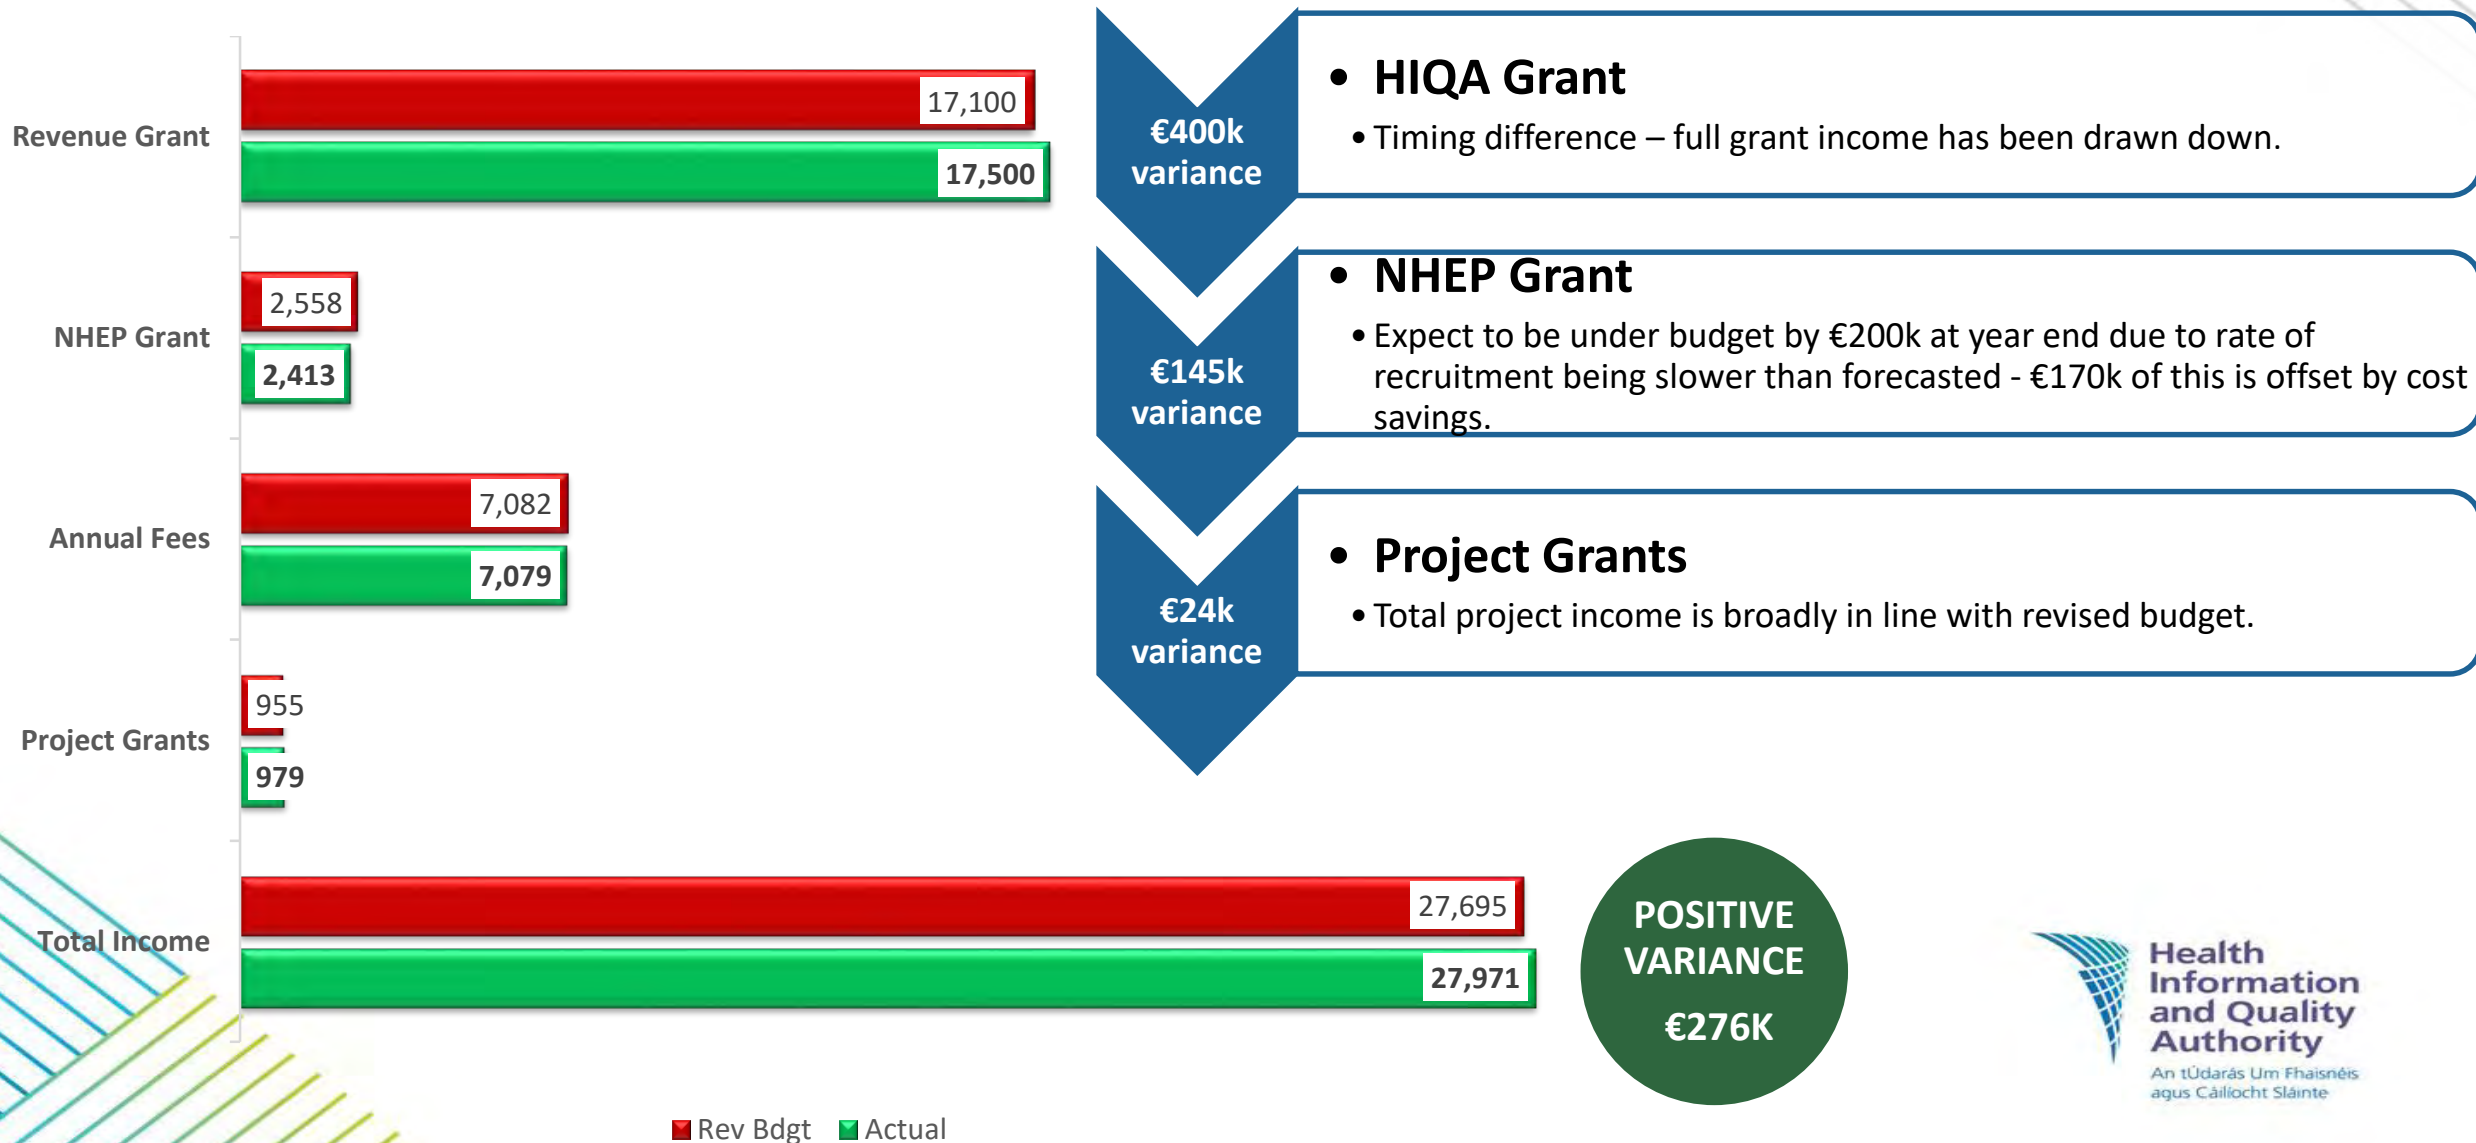 Revenue Grant
17,100
17,500
NHEP Grant
2,558
2,413
Annual Fees
7,082
7,079
Project Grants
955
979
Total Income
27,695
27,971
Rev Bdgt
Actual
€400k
variance
• HIQA Grant
• Timing difference – full grant income has been drawn down.
€145k
variance
• NHEP Grant
• Expect to be under budget by €200k at year end due to rate of
recruitment being slower than forecasted - €170k of this is offset by cost
savings.
€24k
variance
• Project Grants
• Total project income is broadly in line with revised budget.
POSITIVE
VARIANCE
€276K
Health
Information
and Quality
Authority
An tÚdarás Um Fhaisnéis
agus Cáilíocht Sláinte